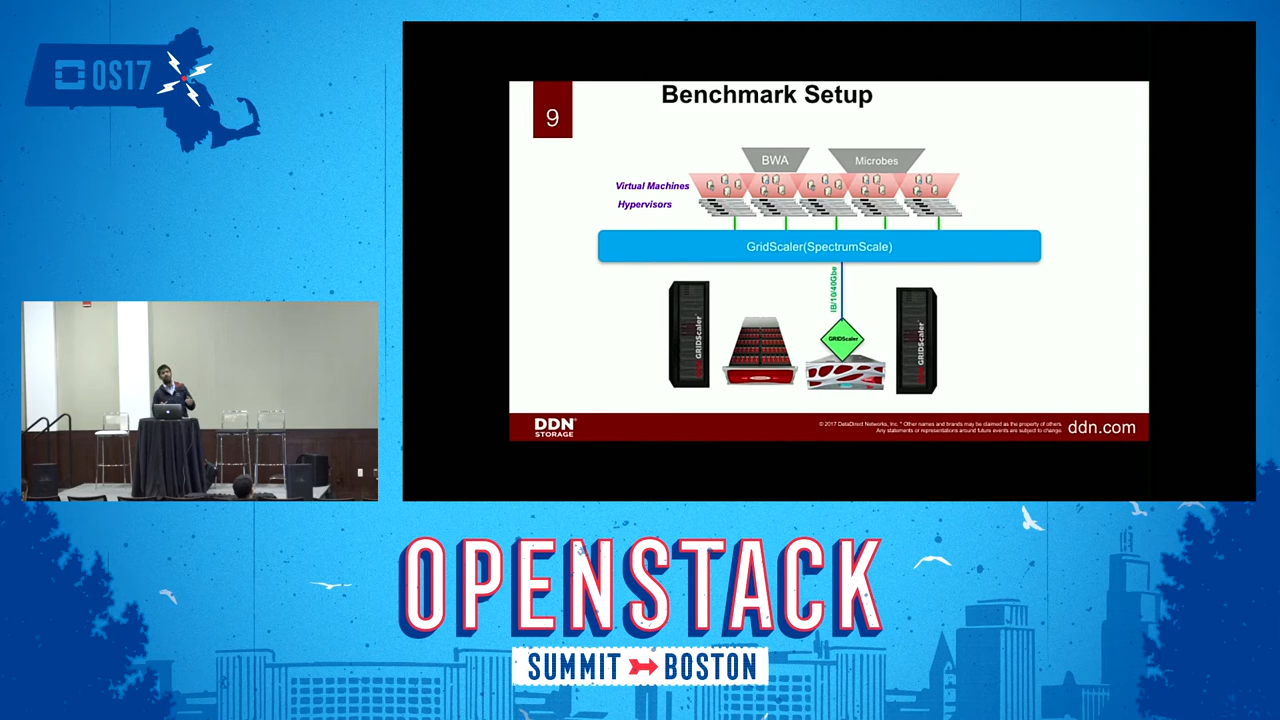 OS17
9
Benchmark Setup
BWA
Microbes
Virtual Machines
Hypervisors
GridScaler(SpectrumScale)
IB/10/40Gbe
GRIDScaler
GRIDScaler
GRIDScaler
DDN
STORAGE
© 2017 DataDirect Networks, Inc. * Other names and brands may be claimed as the property of others.
Any statements or representations around future events are subject to change.
ddn.com
OPENSTACK
SUMMIT BOSTON